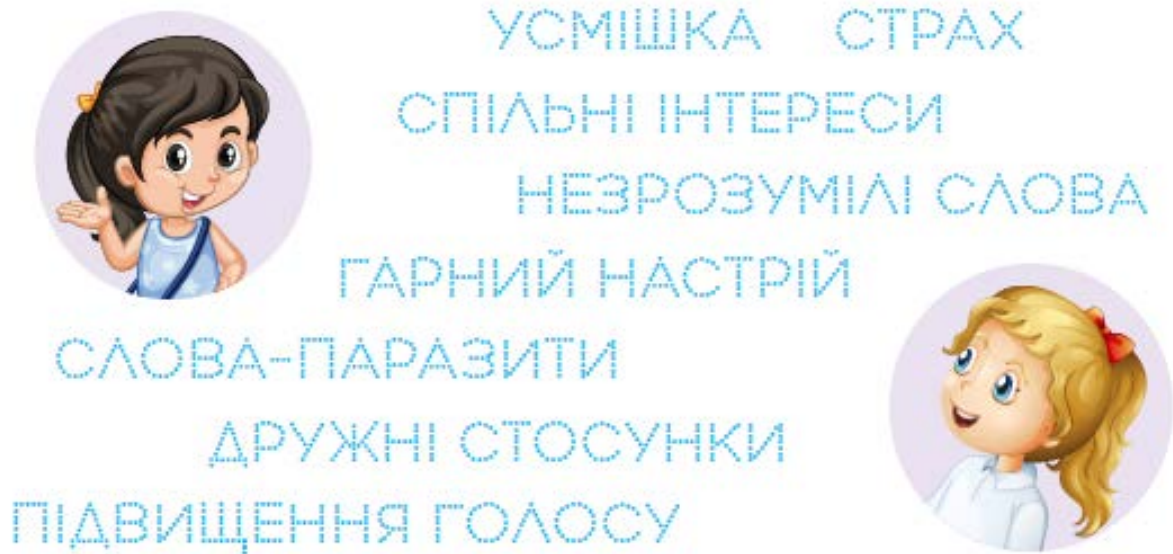 УСМІШКА СТРАХ
СПІЛЬНІ ІНТЕРЕСИ
НЕЗРОЗУМІЛІ СЛОВА
ГАРНИЙ НАСТРІЙ
СЛОВА-ПАРАЗИТИ
ДРУЖНІ СТОСУНКИ
ПІДВИЩЕННЯ ГОЛОСУ